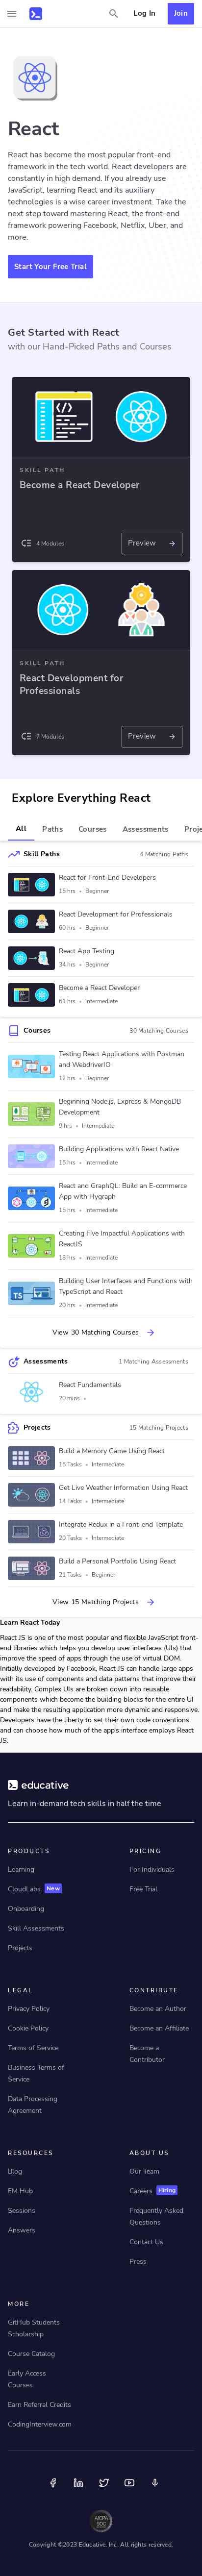 Log In
Join
React
React has become the most popular front-end
framework in the tech world. React developers are
constantly in high demand. If you already use
JavaScript, learning React and its auxiliary
technologies is a wise career investment. Take the
next step toward mastering React, the front-end
framework powering Facebook, Netflix, Uber, and
more.
Start Your Free Trial
Get Started with React
with our Hand-Picked Paths and Courses
SKILL PATH
Become a React Developer
4 Modules
Preview
SKILL PATH
React Development for
Professionals
7 Modules
Preview
Explore Everything React
All Paths Courses Assessments Proje
Skill Paths
4 Matching Paths
React for Front-End Developers
15 hrs • Beginner
React Development for Professionals
60 hrs • Beginner
React App Testing
34 hrs • Beginner
Become a React Developer
61 hrs • Intermediate
Courses
30 Matching Courses
Testing React Applications with Postman
and WebdriverIO
12 hrs • Beginner
Beginning Node.js, Express & MongoDB
Development
9 hrs • Intermediate
Building Applications with React Native
15 hrs • Intermediate
React and GraphQL: Build an E-commerce
App with Hygraph
15 hrs • Intermediate
Creating Five Impactful Applications with
ReactJS
18 hrs • Intermediate
TS
Building User Interfaces and Functions with
TypeScript and React
20 hrs • Intermediate
View 30 Matching Courses
Assessments
1 Matching Assessments
React Fundamentals
20 mins •
Projects
15 Matching Projects
Build a Memory Game Using React
15 Tasks • Intermediate
Get Live Weather Information Using React
14 Tasks • Intermediate
Integrate Redux in a Front-end Template
20 Tasks • Intermediate
Build a Personal Portfolio Using React
21 Tasks • Beginner
View 15 Matching Projects
Learn React Today
React JS is one of the most popular and flexible JavaScript front-
end libraries which helps you develop user interfaces (UIs) that
improve the speed of apps through the use of virtual DOM.
Initially developed by Facebook, React JS can handle large apps
with its use of components and data patterns that improve their
readability. Complex UIs are broken down into reusable
components which become the building blocks for the entire UI
and make the resulting application more dynamic and responsive.
Developers have the liberty to set their own code conventions
and can choose how much of the app's interface employs React
JS.
educative
Learn in-demand tech skills in half the time
PRODUCTS
Learning
CloudLabs New
Onboarding
Skill Assessments
Projects
PRICING
For Individuals
Free Trial
LEGAL
Privacy Policy
Cookie Policy
Terms of Service
Business Terms of
Service
Data Processing
Agreement
CONTRIBUTE
Become an Author
Become an Affiliate
Become a
Contributor
RESOURCES
Blog
EM Hub
Sessions
Answers
ABOUT US
Our Team
Careers Hiring
Frequently Asked
Questions
Contact Us
Press
MORE
GitHub Students
Scholarship
Course Catalog
Early Access
Courses
Earn Referral Credits
CodingInterview.com
AICPA
SOC
Copyright ©2023 Educative, Inc. All rights reserved.